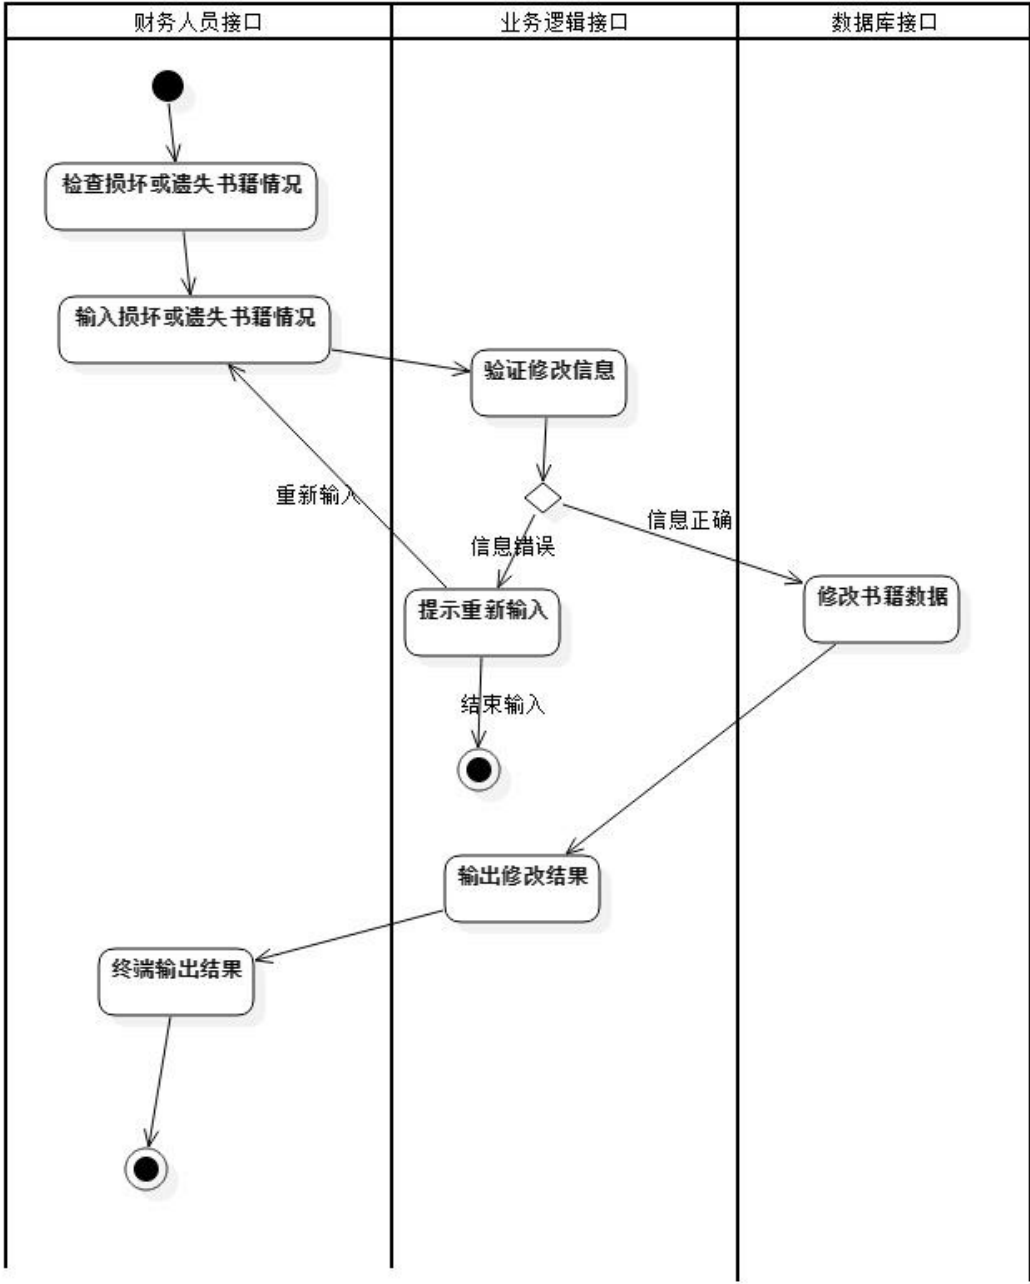 财务人员接口
业务逻辑接口
数据库接口
检查损坏或遗失书籍情况
输入损坏或遗失书籍情况
验证修改信息
重新输入
信息正确
信息错误
提示重新输入
修改书籍数据
结束输入
输出修改结果
终端输出结果